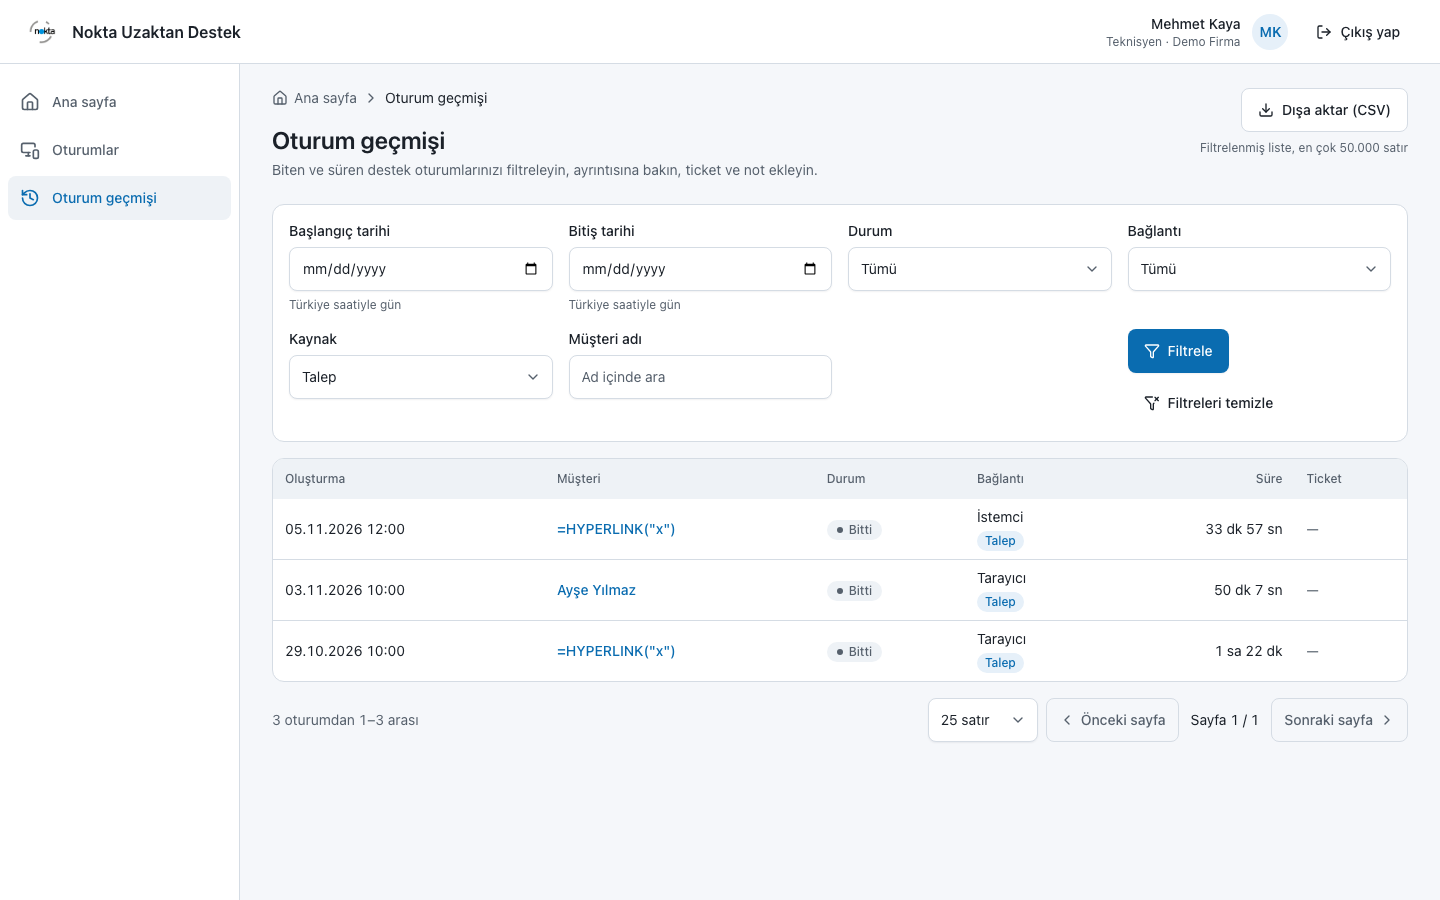 nokta
Nokta Uzaktan Destek
Mehmet Kaya
Teknisyen · Demo Firma
MK
Çıkış yap
Ana sayfa
Oturumlar
Oturum geçmişi
Ana sayfa > Oturum geçmişi
Dışa aktar (CSV)
Filtrelenmiş liste, en çok 50.000 satır
Oturum geçmişi
Biten ve süren destek oturumlarınızı filtreleyin, ayrıntısına bakın, ticket ve not ekleyin.
Başlangıç tarihi Bitiş tarihi Durum Bağlantı
mm/dd/yyyy mm/dd/yyyy Tümü Tümü
Türkiye saatiyle gün Türkiye saatiyle gün
Kaynak Müşteri adı
Talep Ad içinde ara Filtrele
Filtreleri temizle
Oluşturma Müşteri Durum Bağlantı Süre Ticket
05.11.2026 12:00 =HYPERLINK("x") Bitti İstemci 33 dk 57 sn —
Talep
03.11.2026 10:00 Ayşe Yılmaz Bitti Tarayıcı 50 dk 7 sn —
Talep
29.10.2026 10:00 =HYPERLINK("x") Bitti Tarayıcı 1 sa 22 dk —
Talep
3 oturumdan 1–3 arası 25 satır Önceki sayfa Sayfa 1 / 1 Sonraki sayfa